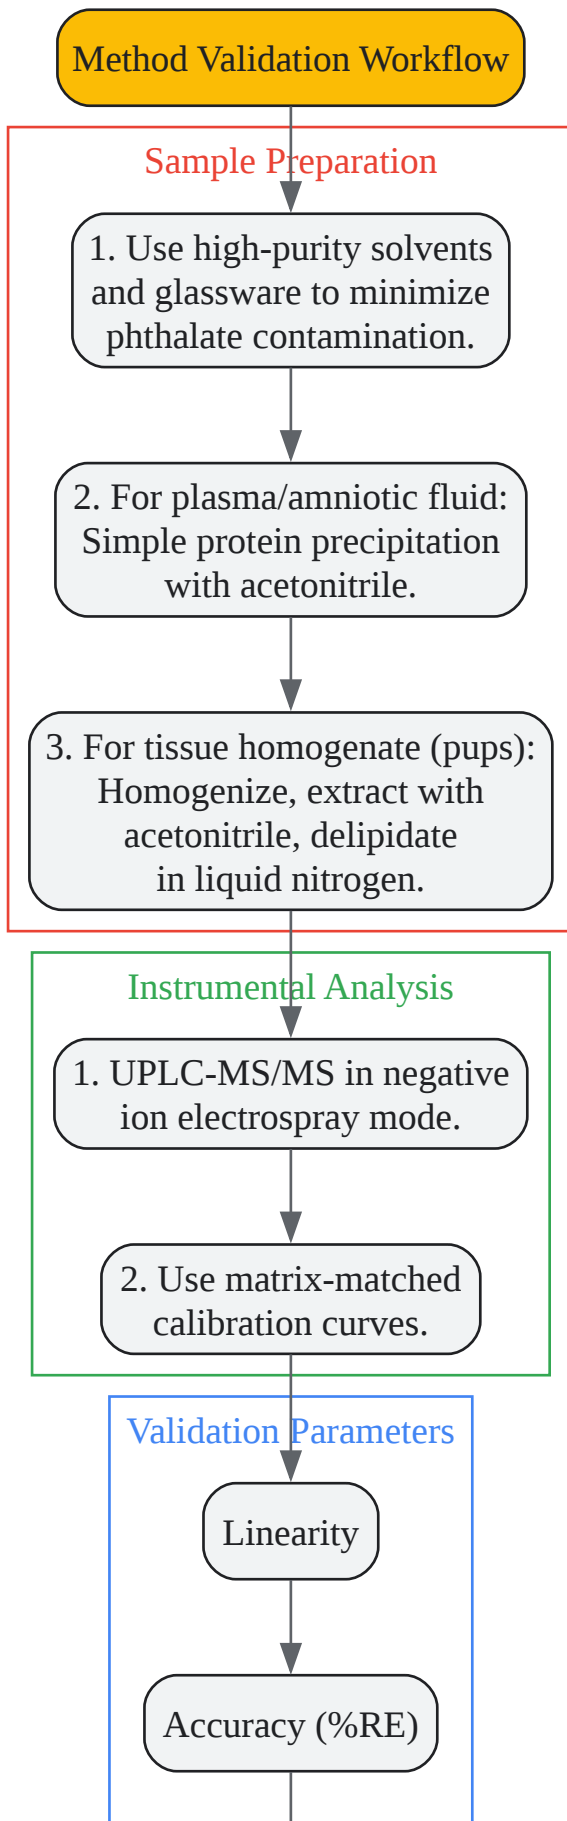 Method Validation Workflow
Sample Preparation
1. Use high-purity solvents
and glassware to minimize
phthalate contamination.
2. For plasma/amniotic fluid:
Simple protein precipitation
with acetonitrile.
3. For tissue homogenate (pups):
Homogenize, extract with
acetonitrile, delipidate
in liquid nitrogen.
Instrumental Analysis
1. UPLC-MS/MS in negative
ion electrospray mode.
2. Use matrix-matched
calibration curves.
Validation Parameters
Linearity
Accuracy (%RE)